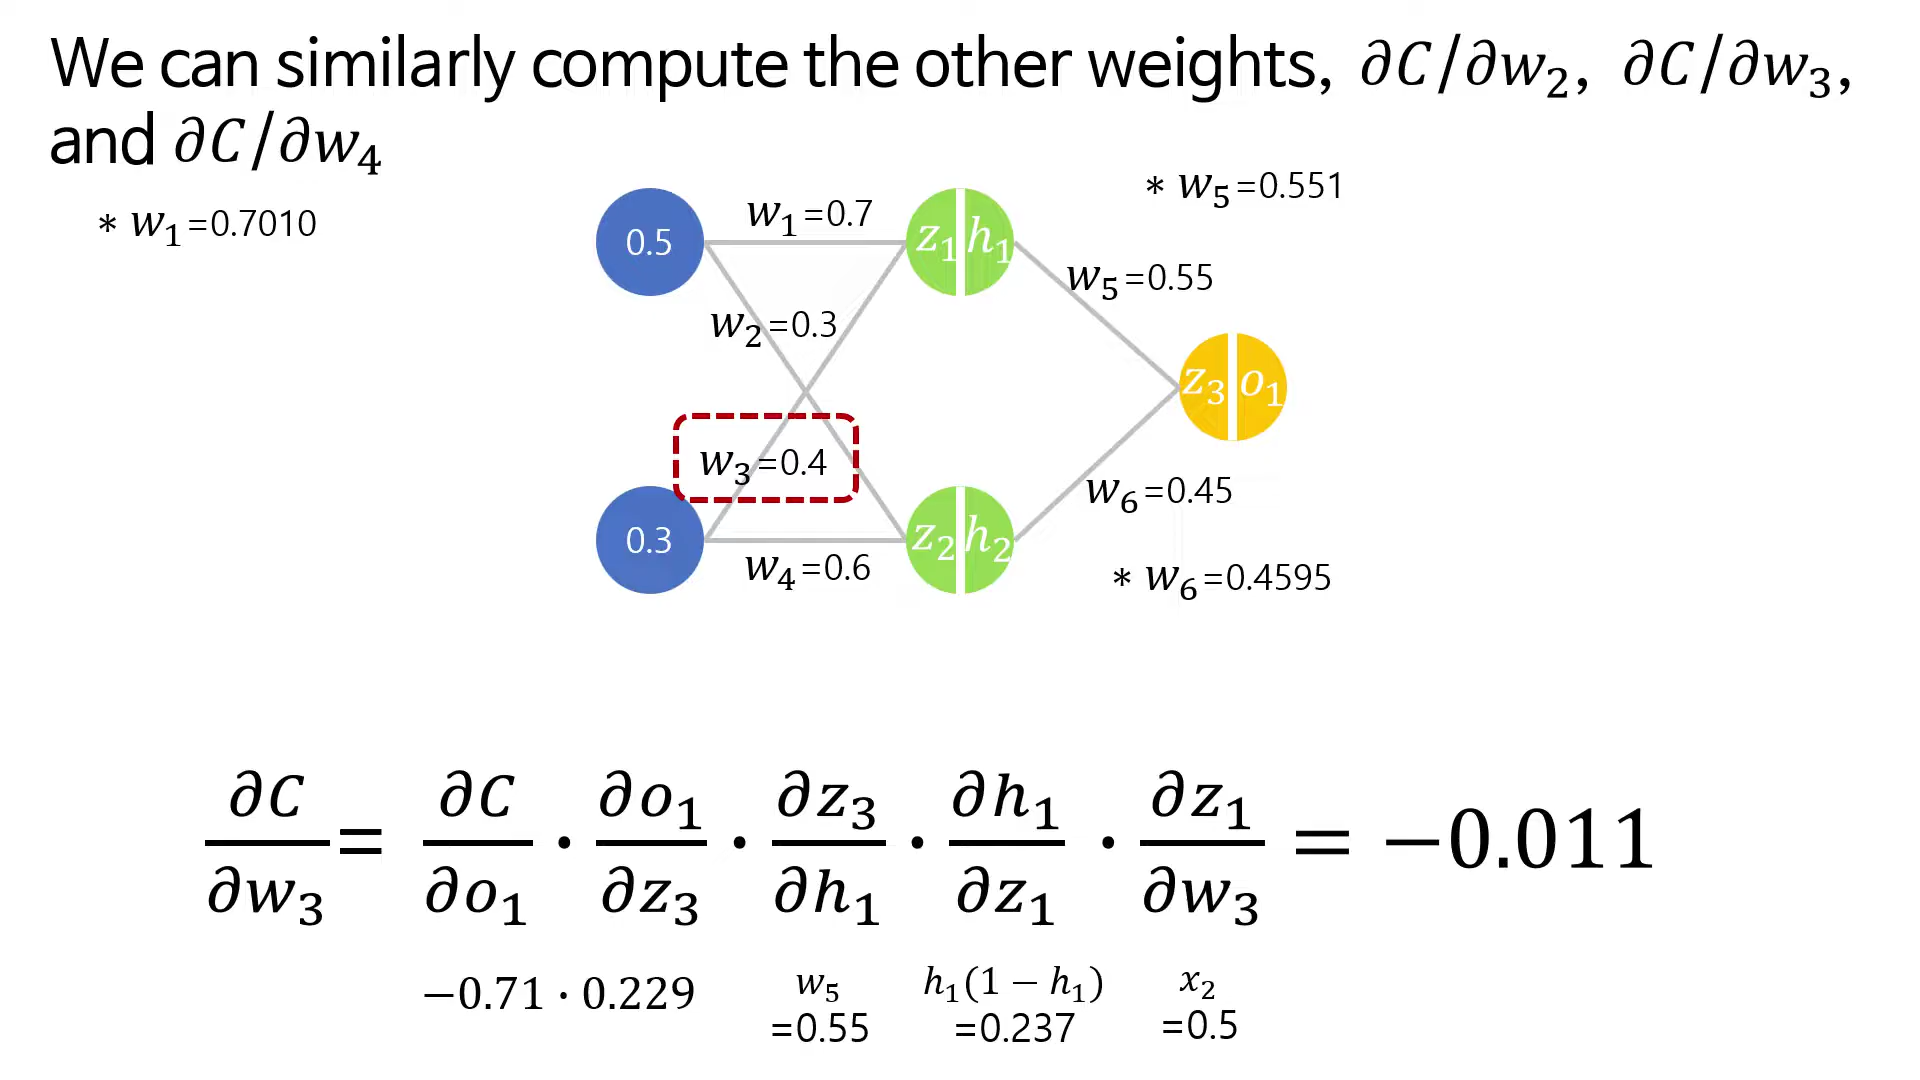 We can similarly compute the other weights, ∂C/∂w₂, ∂C/∂w₃,
and ∂C/∂w₄
* w₁=0.7010
* w₅=0.551
0.5
w₁=0.7
z₁ h₁
w₅=0.55
w₂=0.3
z₃ o₁
w₃=0.4
w₆=0.45
0.3
w₄=0.6
z₂ h₂
* w₆=0.4595
∂C/∂w₃ = ∂C/∂o₁ · ∂o₁/∂z₃ · ∂z₃/∂h₁ · ∂h₁/∂z₁ · ∂z₁/∂w₃ = −0.011
−0.71 · 0.229
w₅
=0.55
h₁(1 − h₁)
=0.237
x₂
=0.5